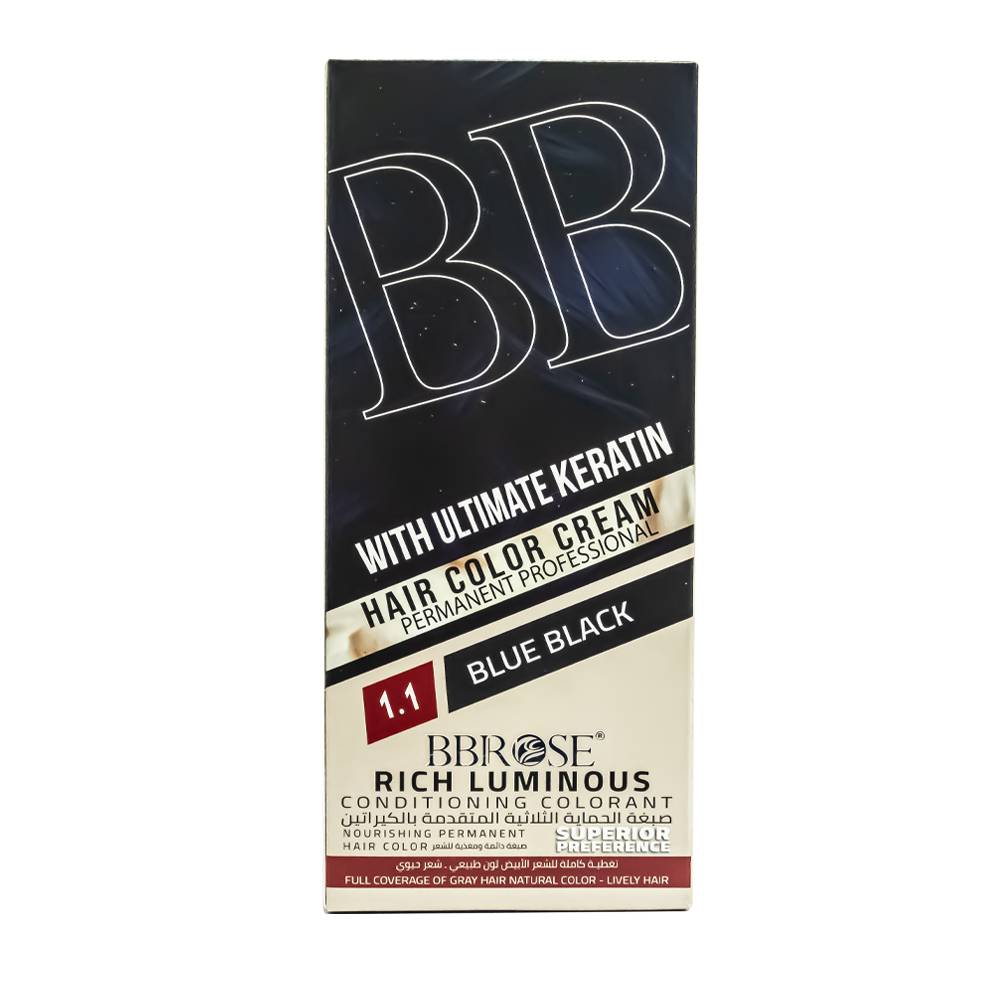 BB
WITH ULTIMATE KERATIN
HAIR COLOR CREAM
PERMANENT PROFESSIONAL
1.1 BLUE BLACK
BBROSE®
RICH LUMINOUS
CONDITIONING COLORANT
صبغة الحماية الثلاثية المتقدمة بالكيراتين
NOURISHING PERMANENT
HAIR COLOR صبغة دائمة ومغذية للشعر
SUPERIOR
PREFERENCE
تغطية كاملة للشعر الأبيض لون طبيعي . شعر حيوي
FULL COVERAGE OF GRAY HAIR NATURAL COLOR - LIVELY HAIR